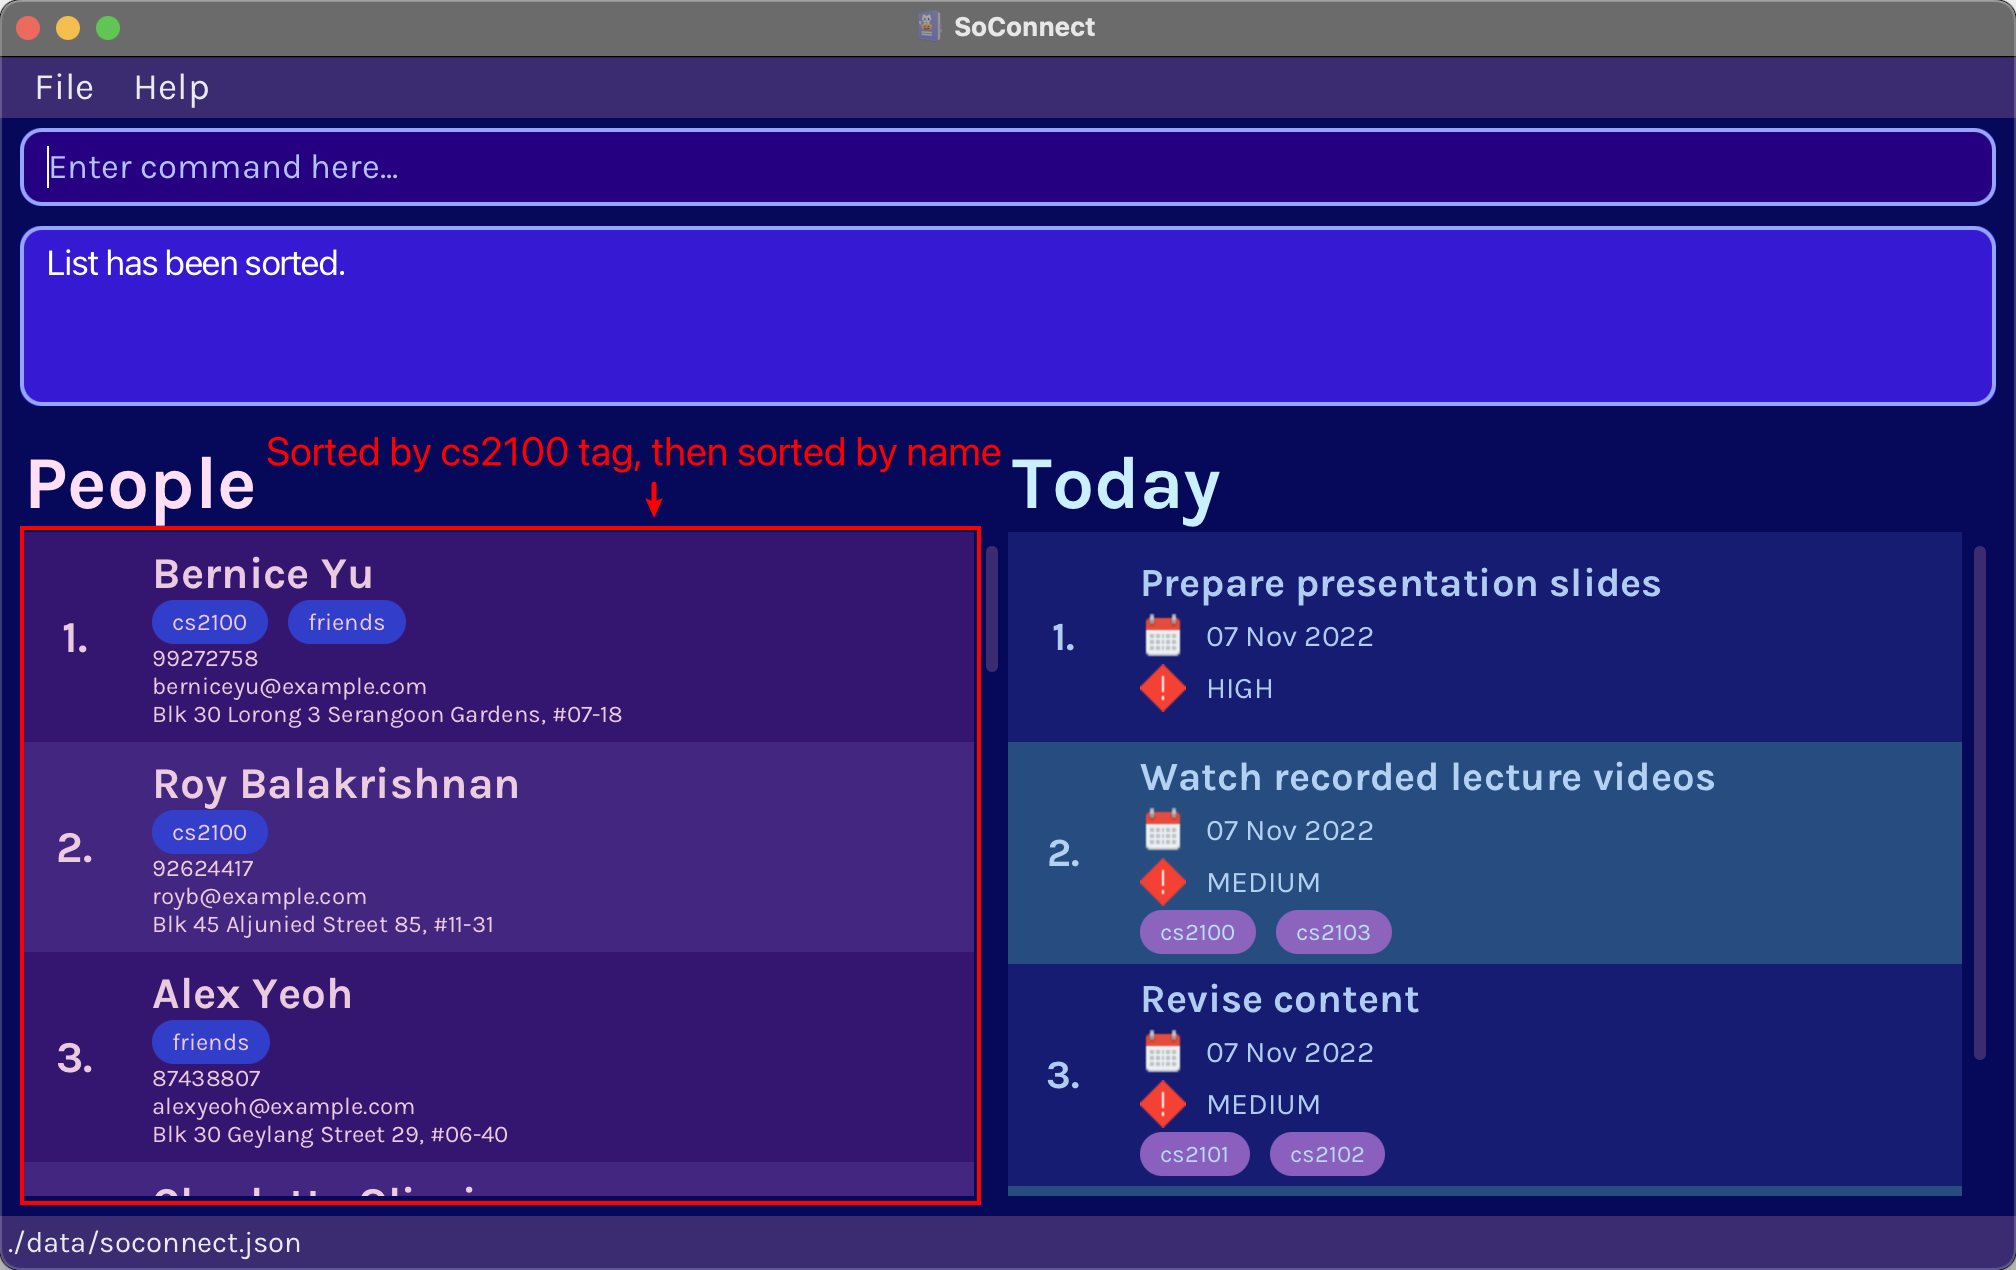 SoConnect
File Help
Enter command here...
List has been sorted.
Sorted by cs2100 tag, then sorted by name
People
1.
Bernice Yu
cs2100 friends
99272758
berniceyu@example.com
Blk 30 Lorong 3 Serangoon Gardens, #07-18
2.
Roy Balakrishnan
cs2100
92624417
royb@example.com
Blk 45 Aljunied Street 85, #11-31
3.
Alex Yeoh
friends
87438807
alexyeoh@example.com
Blk 30 Geylang Street 29, #06-40
Today
1.
Prepare presentation slides
07 Nov 2022
HIGH
2.
Watch recorded lecture videos
07 Nov 2022
MEDIUM
cs2100 cs2103
3.
Revise content
07 Nov 2022
MEDIUM
cs2101 cs2102
./data/soconnect.json